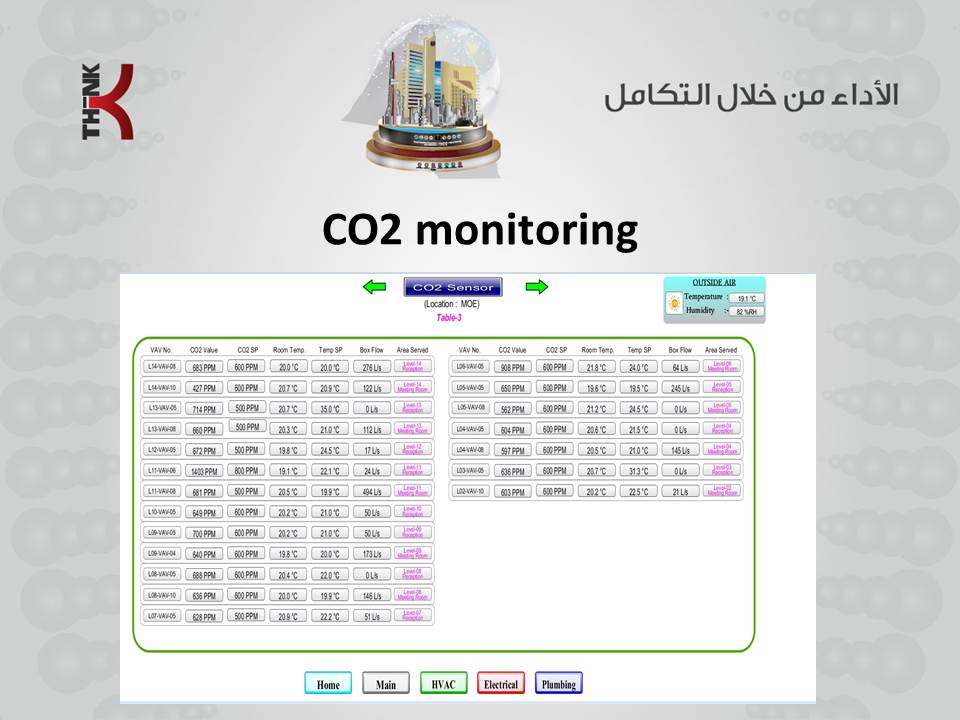 THINK
الأداء من خلال التكامل
CO2 monitoring
CO2 Sensor
(Location : MOE)
Table-3
OUTSIDE AIR
Temperature : 19.1 °C
Humidity :- 82 %RH
VAV No. CO2 Value CO2 SP Room Temp. Temp SP Box Flow Area Served
L14-VAV-08 683 PPM 600 PPM 20.0 °C 20.0 °C 276 L/s Level-14 Reception
L14-VAV-10 427 PPM 600 PPM 20.7 °C 20.9 °C 122 L/s Level-14 Meeting Room
L13-VAV-05 714 PPM 500 PPM 20.7 °C 35.0 °C 0 L/s Level-13 Reception
L13-VAV-08 660 PPM 500 PPM 20.3 °C 21.0 °C 112 L/s Level-13 Meeting Room
L12-VAV-05 672 PPM 500 PPM 19.8 °C 24.5 °C 17 L/s Level-12 Reception
L11-VAV-06 1403 PPM 800 PPM 19.1 °C 22.1 °C 24 L/s Level-11 Reception
L11-VAV-08 681 PPM 500 PPM 20.5 °C 19.9 °C 494 L/s Level-11 Meeting Room
L10-VAV-05 649 PPM 600 PPM 20.2 °C 21.0 °C 50 L/s Level-10 Reception
L09-VAV-05 700 PPM 600 PPM 20.2 °C 21.0 °C 50 L/s Level-09 Reception
L09-VAV-04 640 PPM 600 PPM 19.8 °C 20.0 °C 173 L/s Level-09 Meeting Room
L08-VAV-05 688 PPM 600 PPM 20.4 °C 22.0 °C 0 L/s Level-08 Reception
L08-VAV-10 636 PPM 600 PPM 20.0 °C 19.9 °C 146 L/s Level-08 Meeting Room
L07-VAV-05 628 PPM 500 PPM 20.9 °C 22.2 °C 51 L/s Level-07 Reception
VAV No. CO2 Value CO2 SP Room Temp. Temp SP Box Flow Area Served
L06-VAV-05 908 PPM 600 PPM 21.8 °C 24.0 °C 64 L/s Level-06 Meeting Room
L05-VAV-05 650 PPM 600 PPM 19.6 °C 19.5 °C 245 L/s Level-05 Reception
L05-VAV-08 562 PPM 600 PPM 21.2 °C 24.5 °C 0 L/s Level-05 Meeting Room
L04-VAV-05 604 PPM 600 PPM 20.6 °C 21.5 °C 0 L/s Level-04 Reception
L04-VAV-08 597 PPM 600 PPM 20.5 °C 21.0 °C 145 L/s Level-04 Meeting Room
L03-VAV-05 636 PPM 600 PPM 20.7 °C 31.3 °C 0 L/s Level-03 Reception
L02-VAV-10 603 PPM 600 PPM 20.2 °C 22.5 °C 21 L/s Level-02 Meeting Room
Home Main HVAC Electrical Plumbing